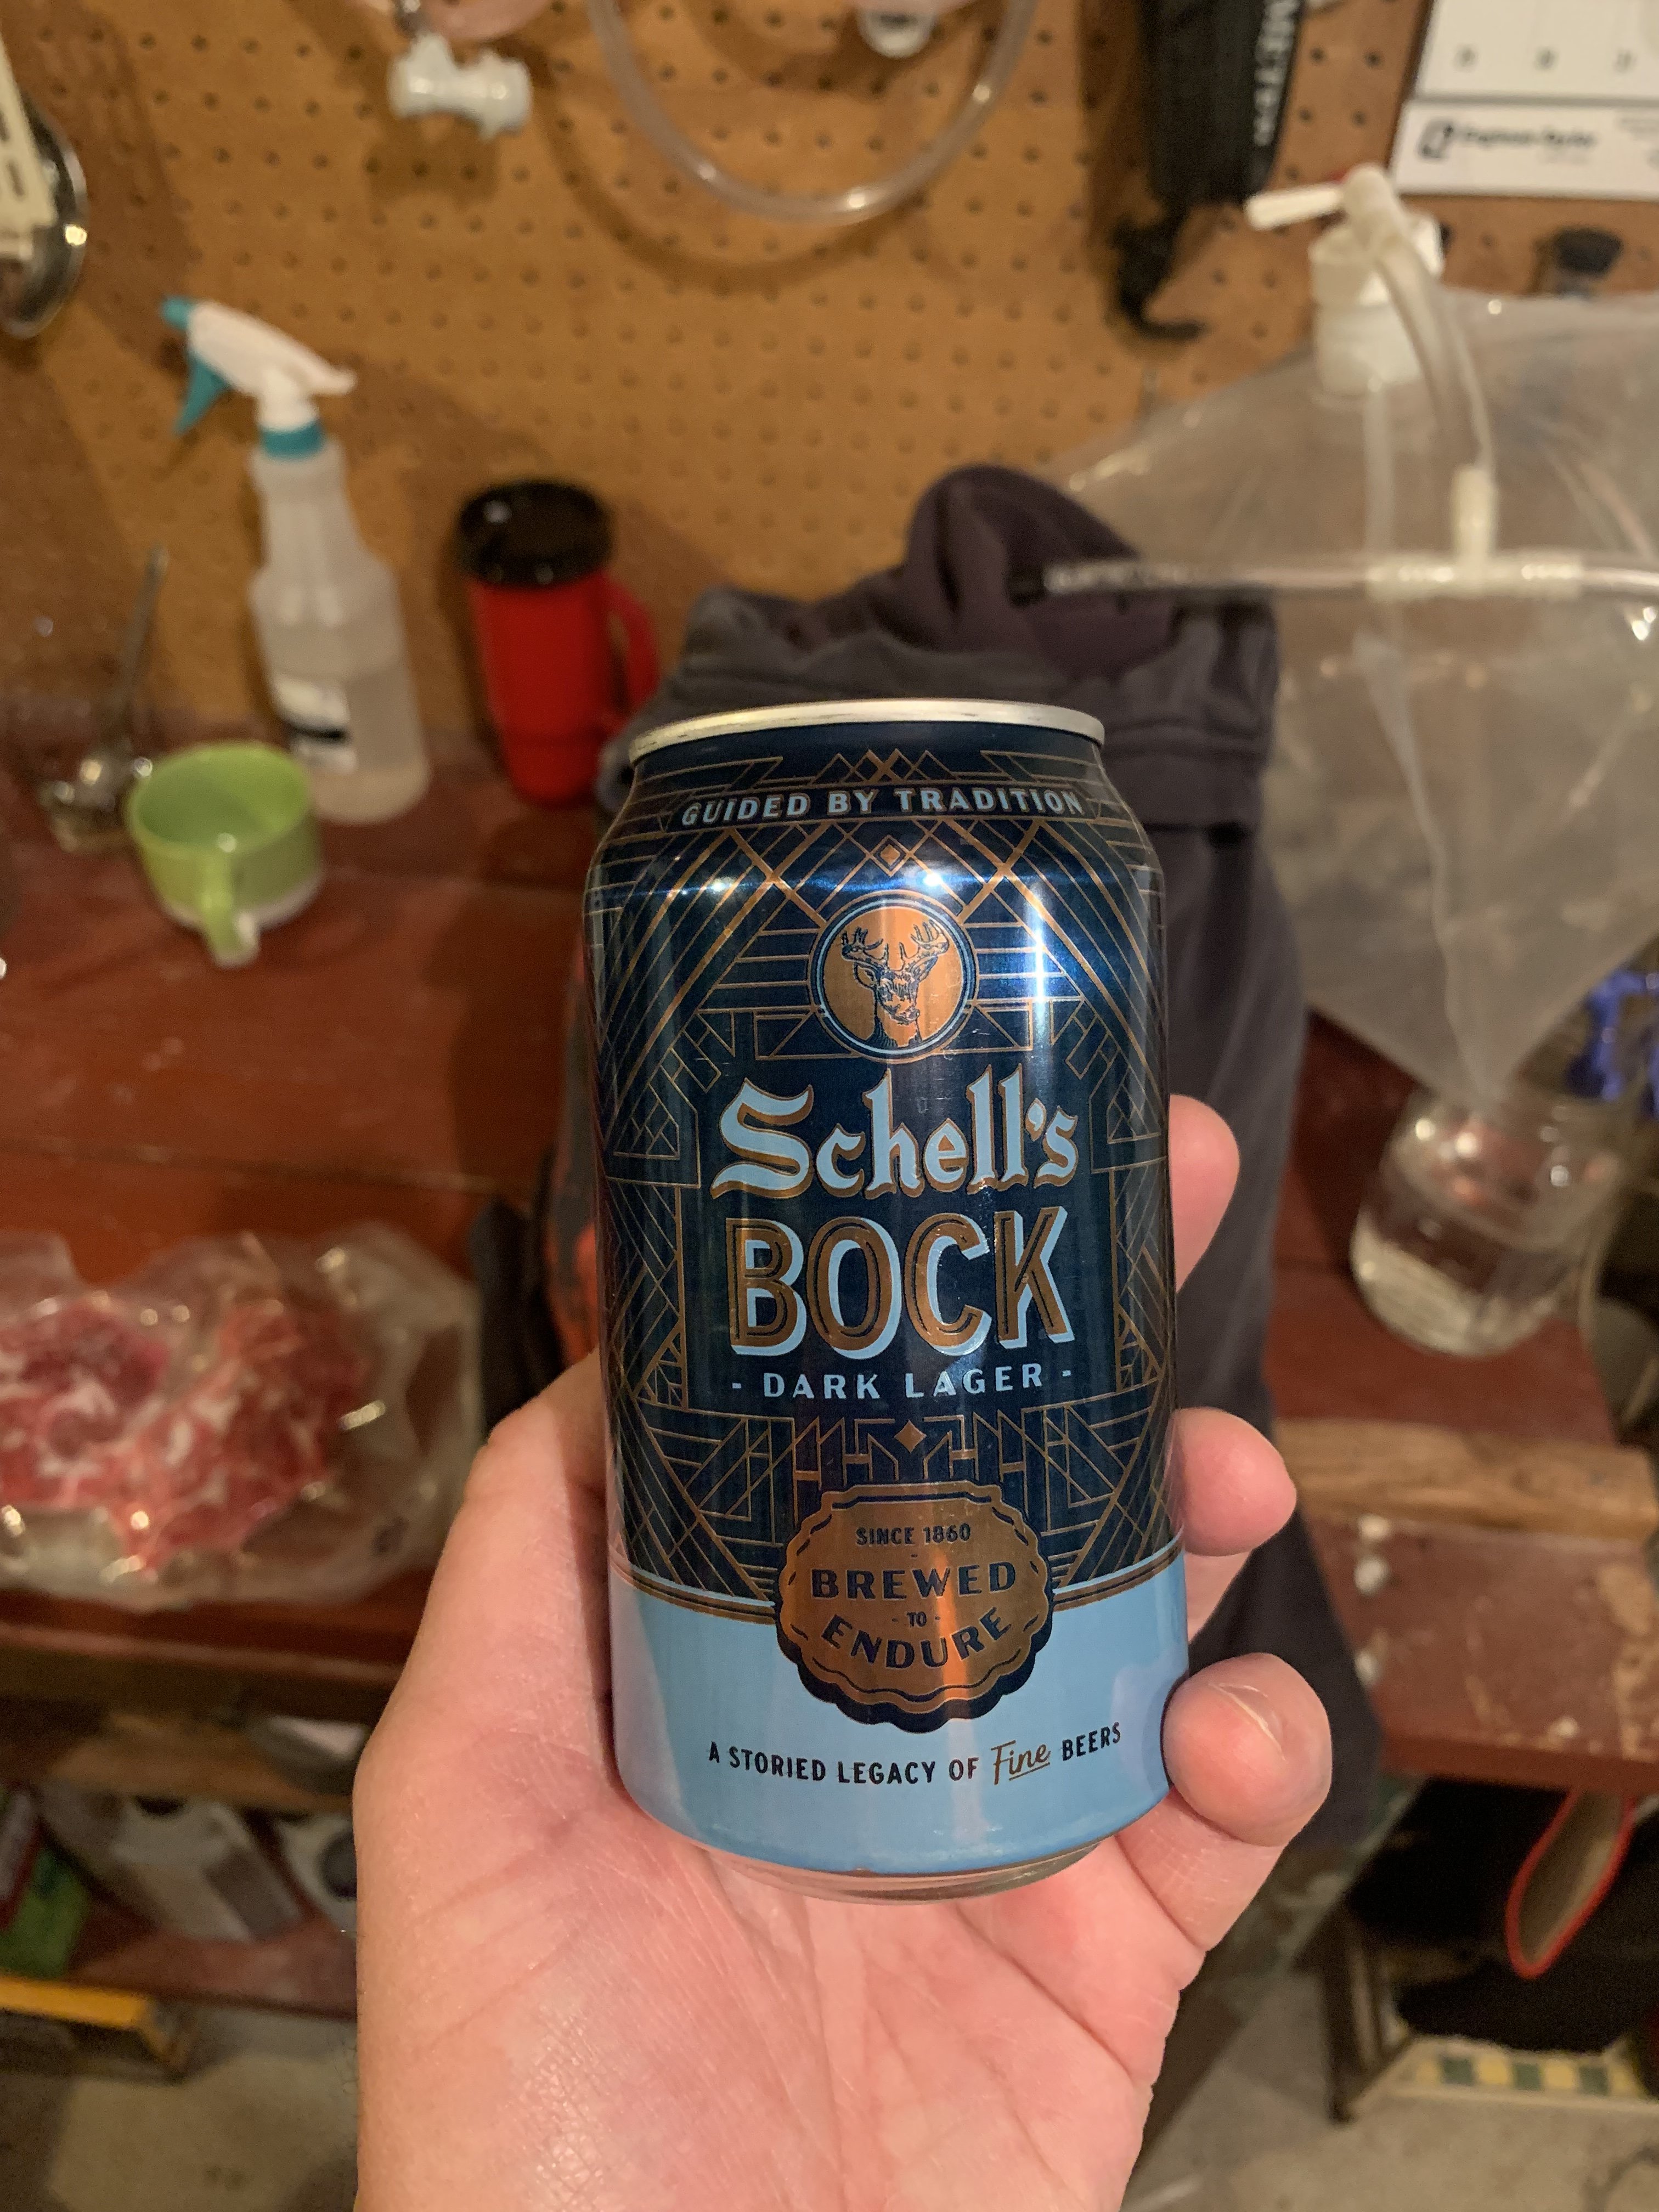 GUIDED BY TRADITION
Schell's
BOCK
- DARK LAGER -
SINCE 1860
BREWED
- TO -
ENDURE
A STORIED LEGACY OF Fine BEERS